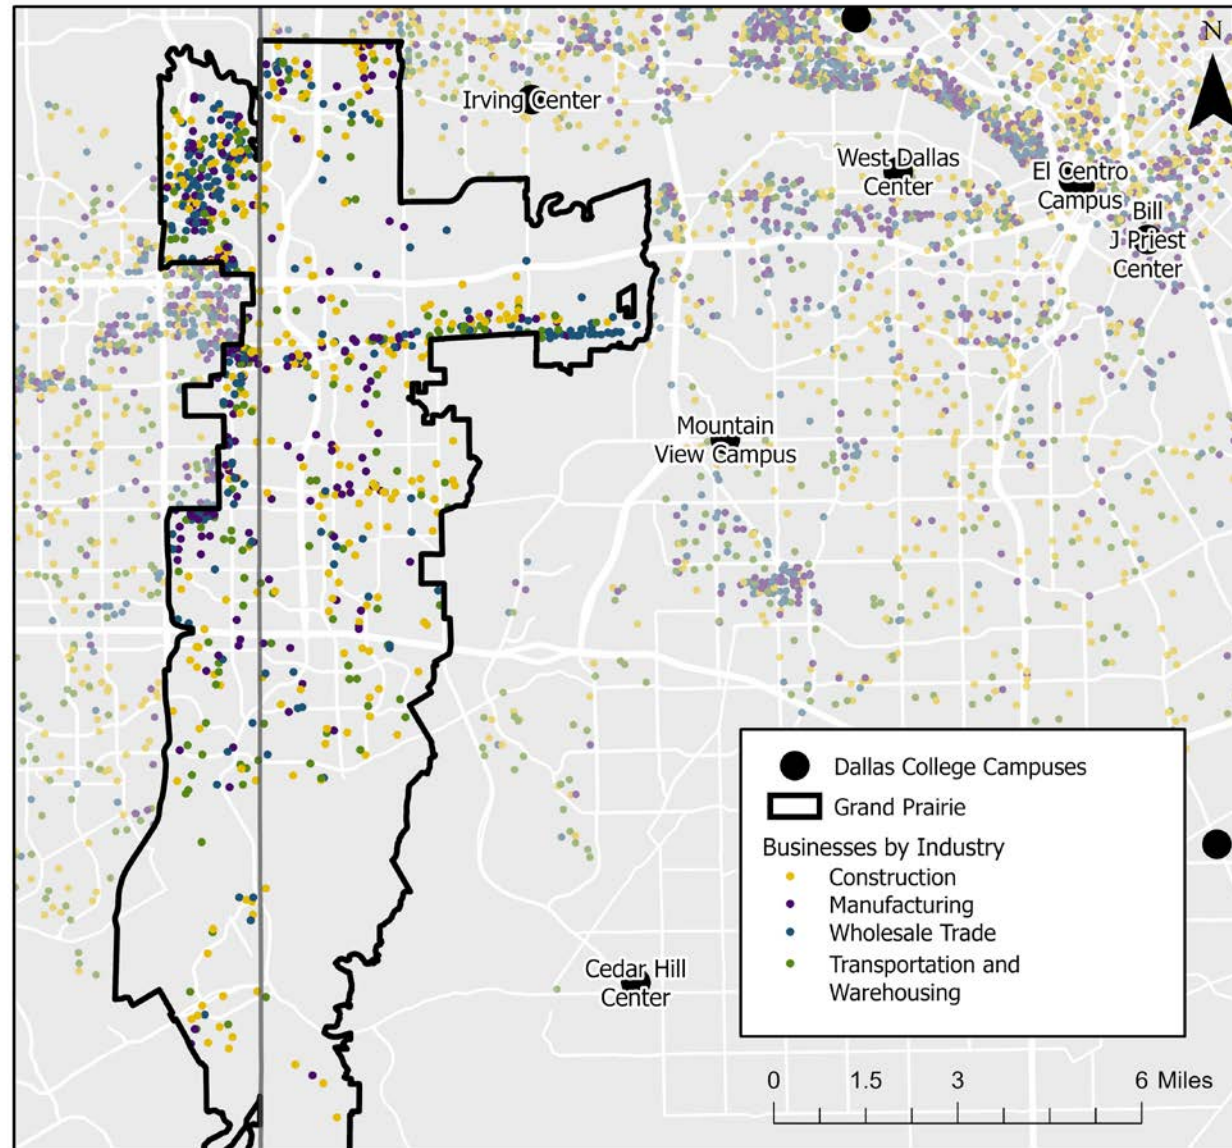 N
Irving Center
West Dallas
Center
El Centro
Campus
Bill
J Priest
Center
Mountain
View Campus
Cedar Hill
Center
Dallas College Campuses
Grand Prairie
Businesses by Industry
Construction
Manufacturing
Wholesale Trade
Transportation and
Warehousing
0 1.5 3 6 Miles